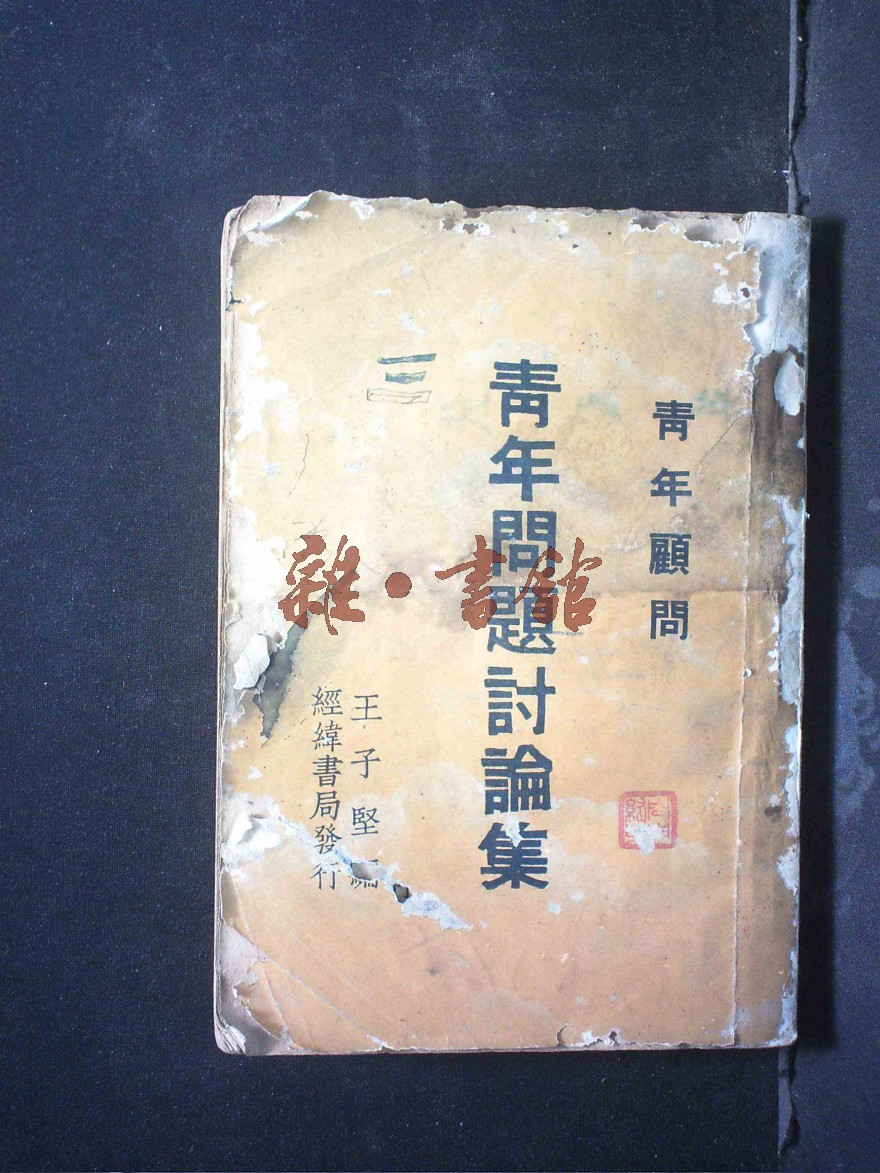 青年顧問
青年問題討論集
三
王子堅編
經緯書局發行
雜·書館